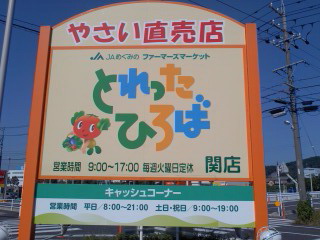 やさい直売店
JA JAめぐみの ファーマーズマーケット
とれった
ひろば
営業時間 9:00~17:00 毎週火曜日定休 関店
キャッシュコーナー
営業時間 平日/8:00~21:00 土日・祝日/9:00~19:00